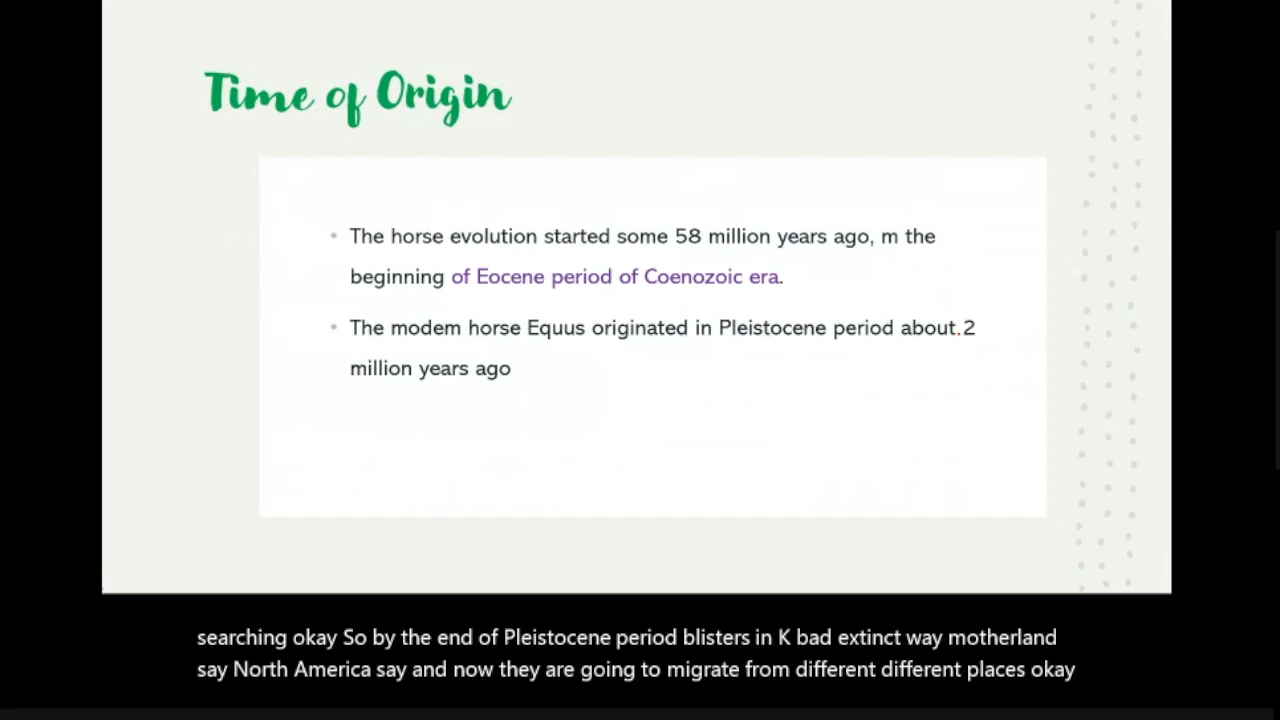 Time of Origin
• The horse evolution started some 58 million years ago, m the
beginning of Eocene period of Coenozoic era.
• The modem horse Equus originated in Pleistocene period about.2
million years ago
searching okay So by the end of Pleistocene period blisters in K bad extinct way motherland
say North America say and now they are going to migrate from different different places okay